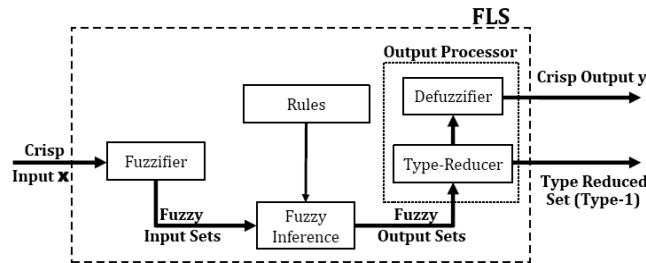 FLS
Output Processor
Crisp Output y
Defuzzifier
Rules
Crisp
Input x
Fuzzifier
Type-Reducer
Type Reduced
Set (Type-1)
Fuzzy
Input Sets
Fuzzy
Inference
Fuzzy
Output Sets